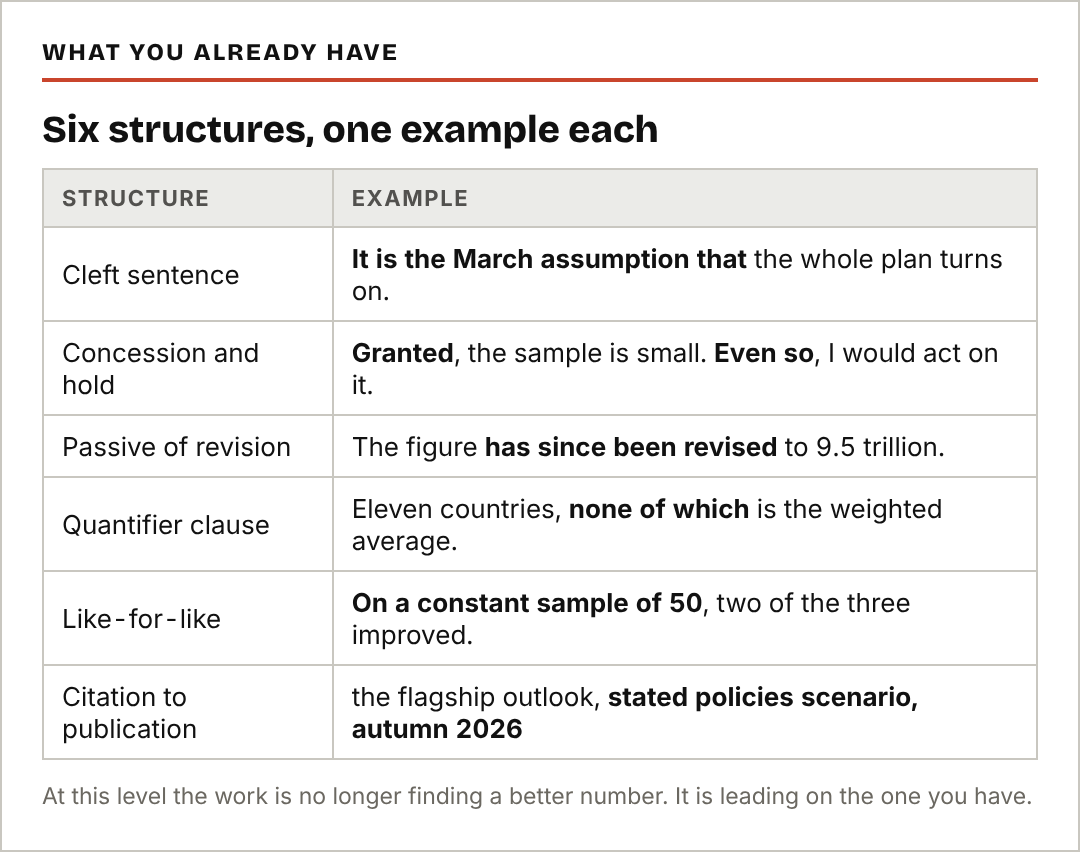 WHAT YOU ALREADY HAVE
Six structures, one example each
STRUCTURE
EXAMPLE
Cleft sentence
It is the March assumption that the whole plan turns
on.
Concession and
hold
Granted, the sample is small. Even so, I would act on
it.
Passive of revision
The figure has since been revised to 9.5 trillion.
Quantifier clause
Eleven countries, none of which is the weighted
average.
Like-for-like
On a constant sample of 50, two of the three
improved.
Citation to
publication
the flagship outlook, stated policies scenario,
autumn 2026
At this level the work is no longer finding a better number. It is leading on the one you have.